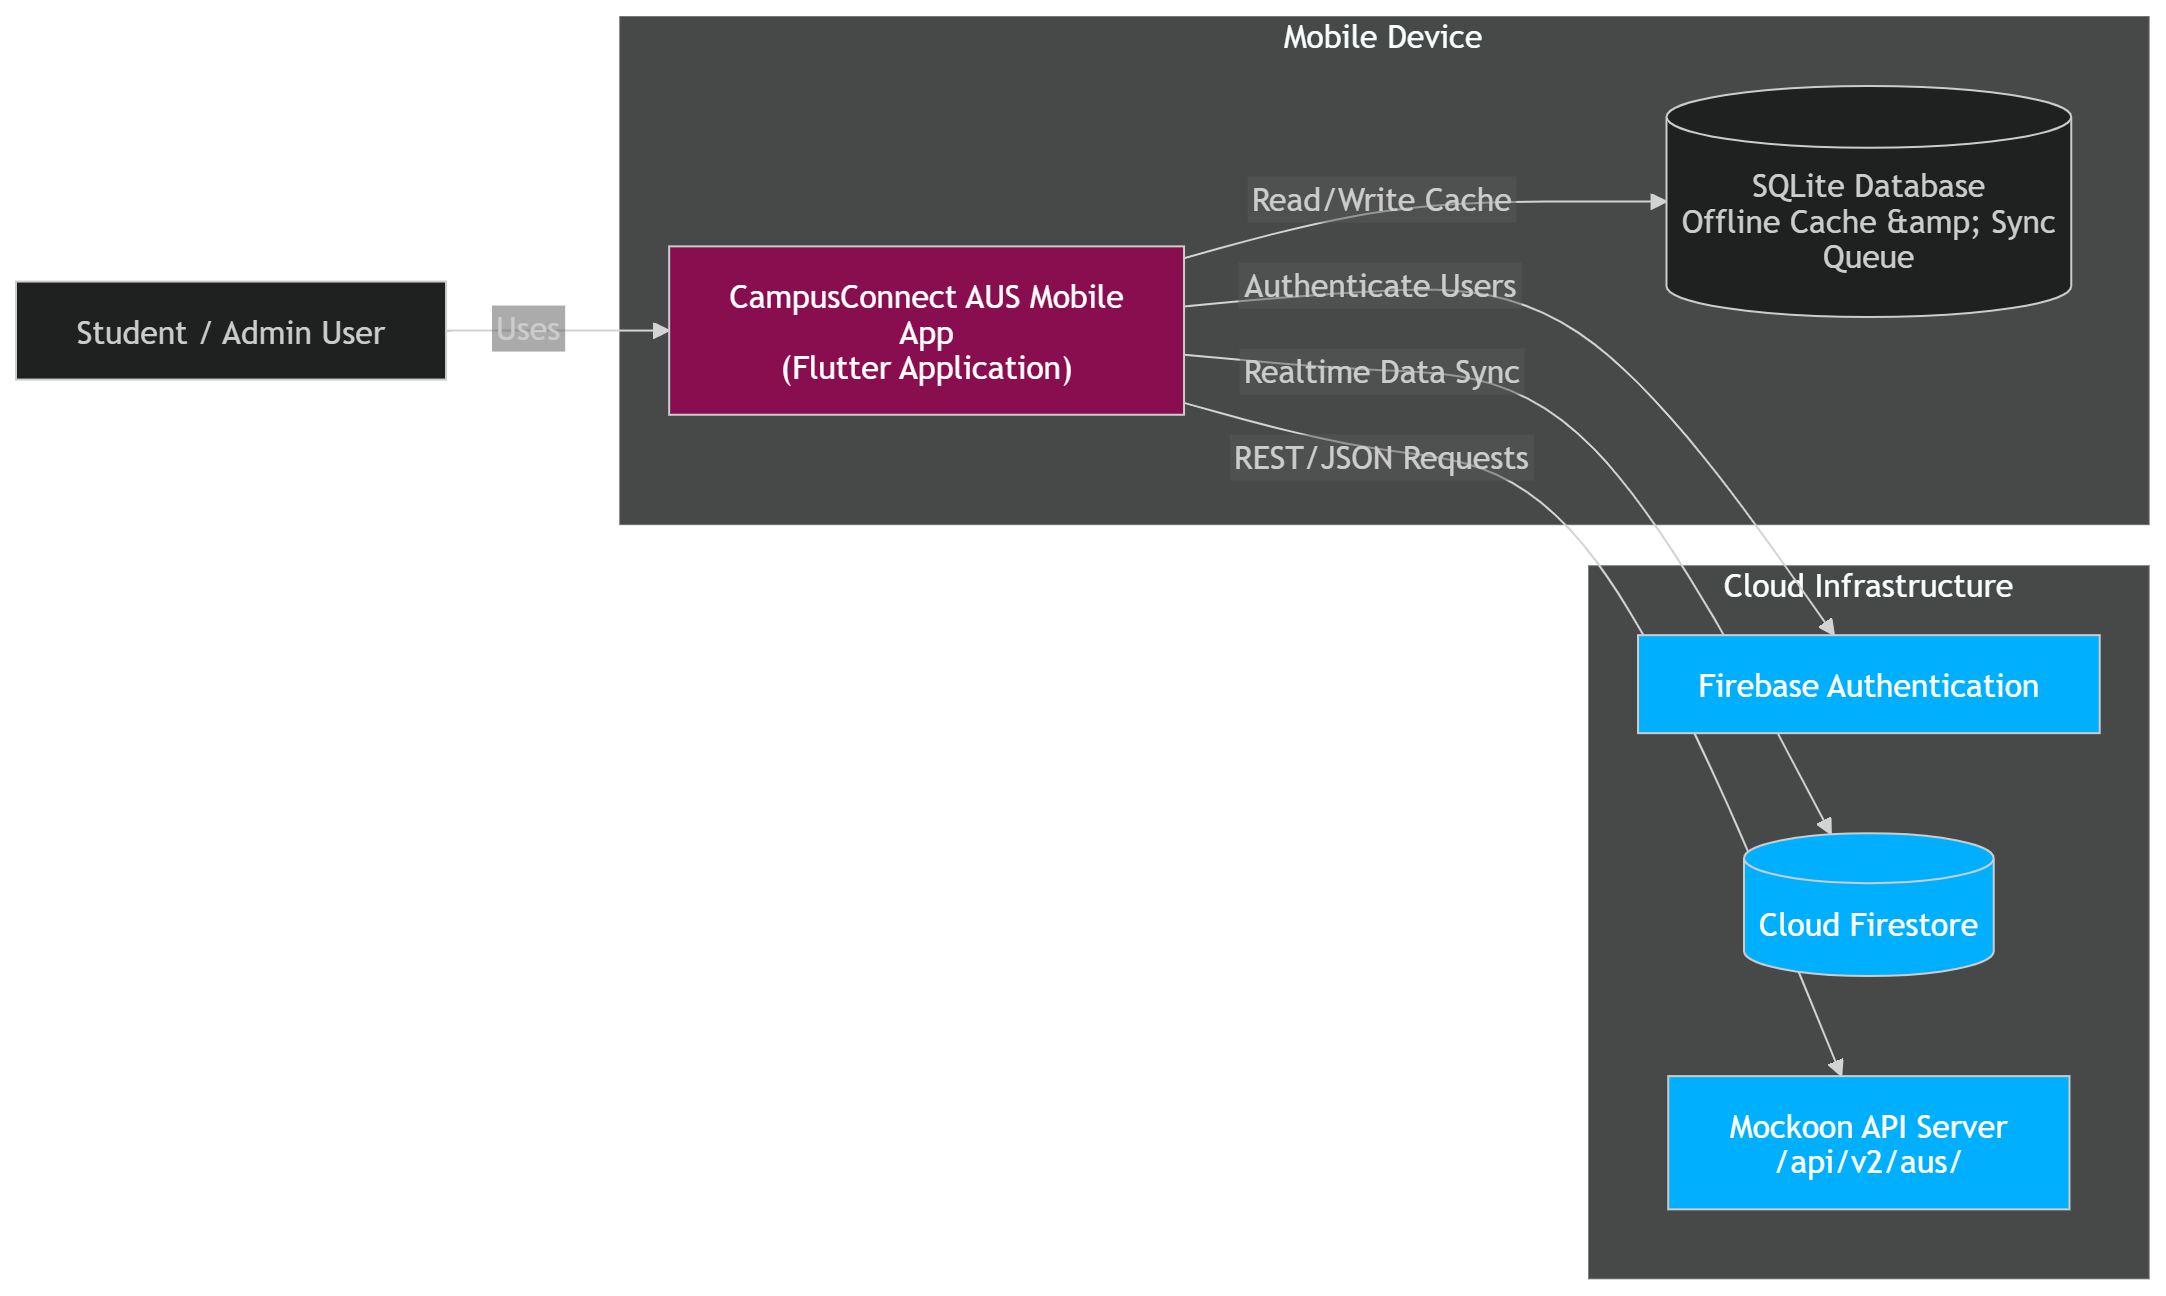 Mobile Device
SQLite Database
Offline Cache &amp; Sync
Queue
Read/Write Cache
Authenticate Users
Realtime Data Sync
REST/JSON Requests
CampusConnect AUS Mobile
App
(Flutter Application)
Student / Admin User
Uses
Cloud Infrastructure
Firebase Authentication
Cloud Firestore
Mockoon API Server
/api/v2/aus/